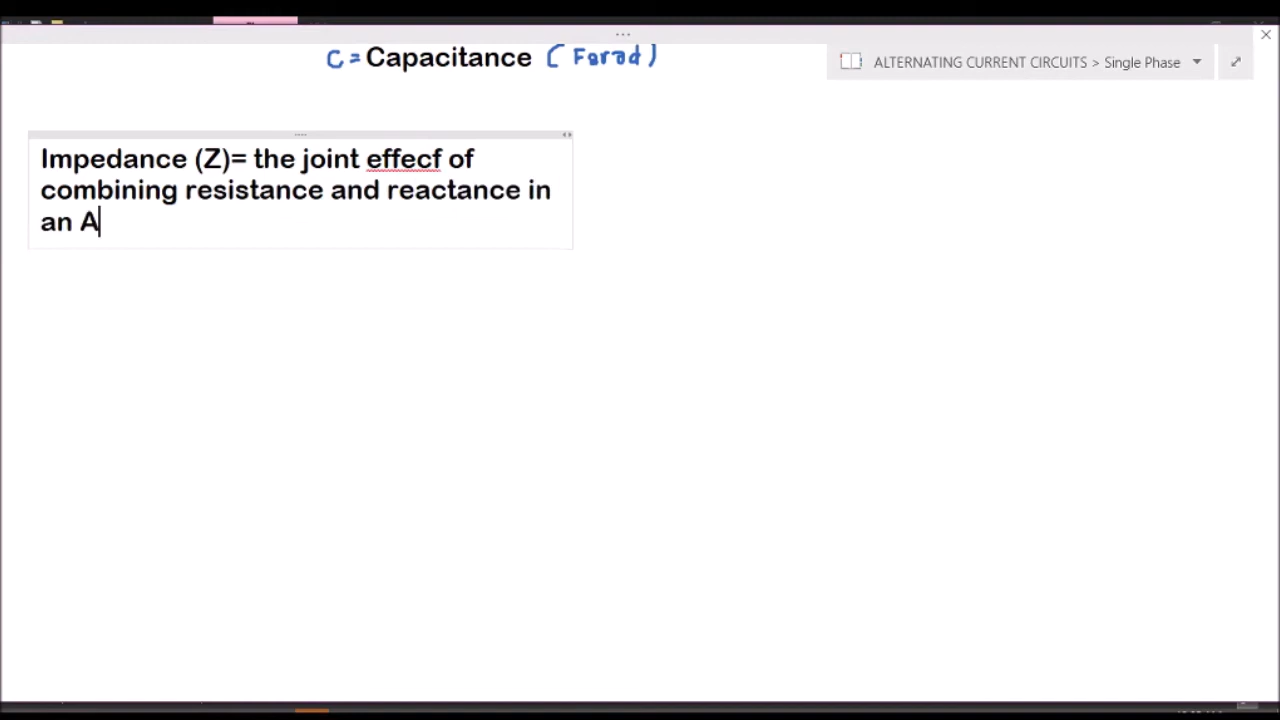 C = Capacitance ( Farad )
ALTERNATING CURRENT CIRCUITS > Single Phase
Impedance (Z)= the joint effecf of
combining resistance and reactance in
an A